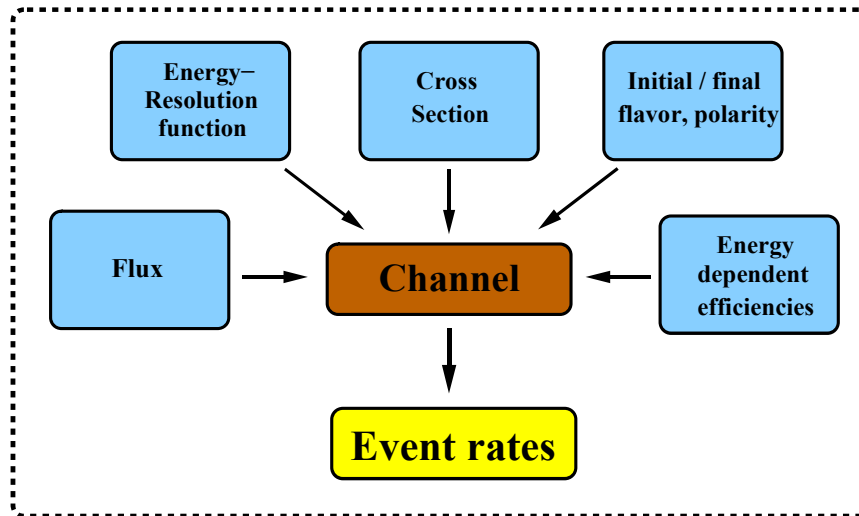 Energy−
Resolution
function
Cross
Section
Initial / final
flavor, polarity
Flux
Channel
Energy
dependent
efficiencies
Event rates